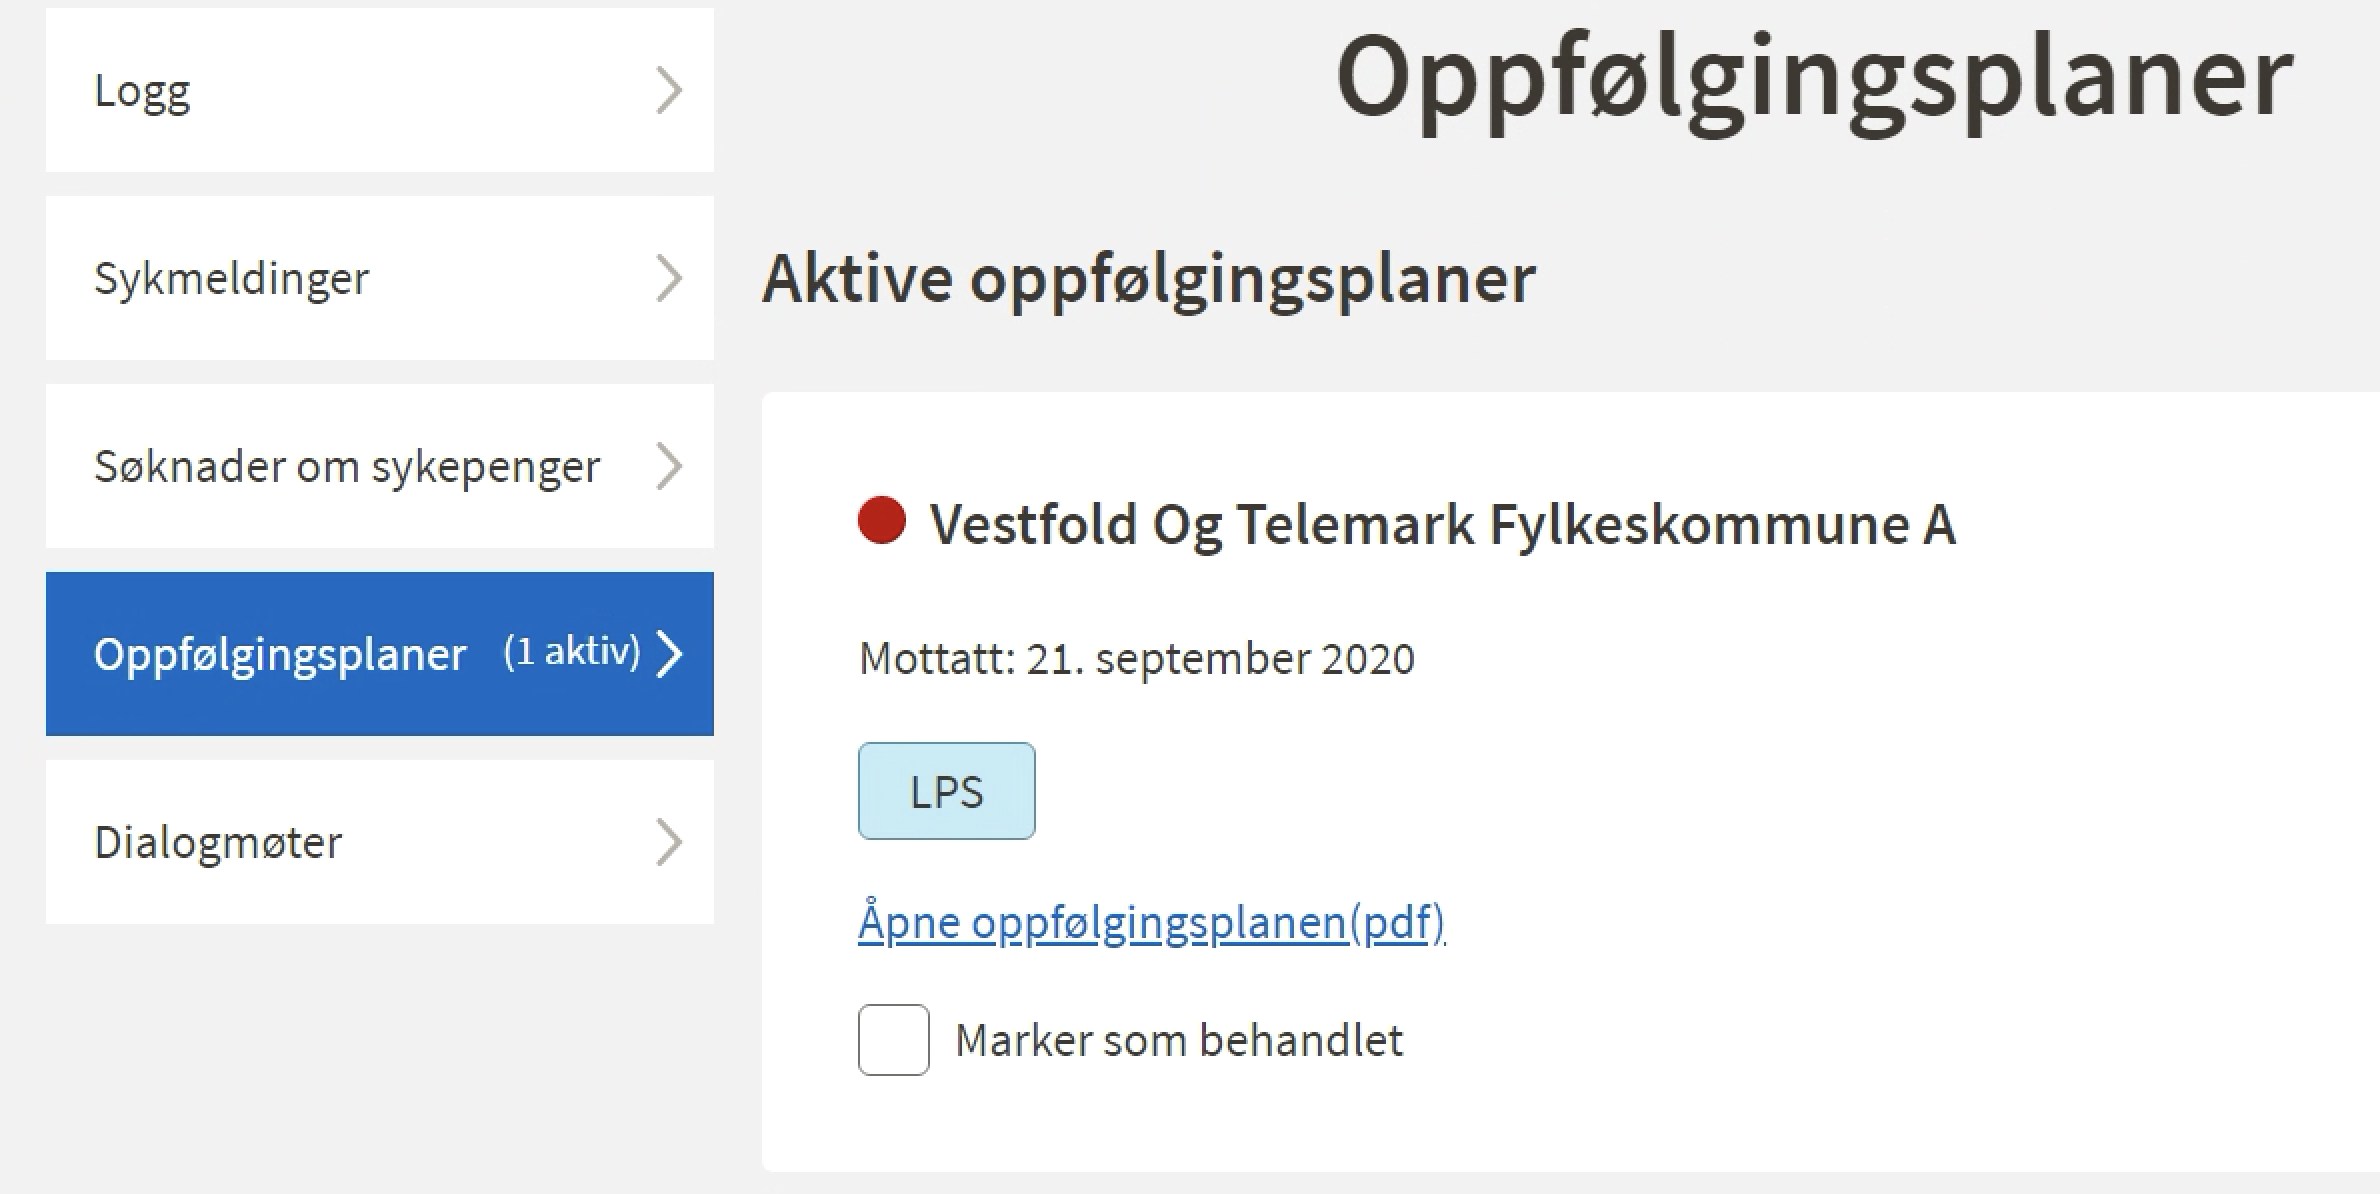 Logg
Sykmeldinger
Søknader om sykepenger
Oppfølgingsplaner (1 aktiv)
Dialogmøter
Oppfølgingsplaner
Aktive oppfølgingsplaner
Vestfold Og Telemark Fylkeskommune A
Mottatt: 21. september 2020
LPS
Åpne oppfølgingsplanen(pdf)
Marker som behandlet